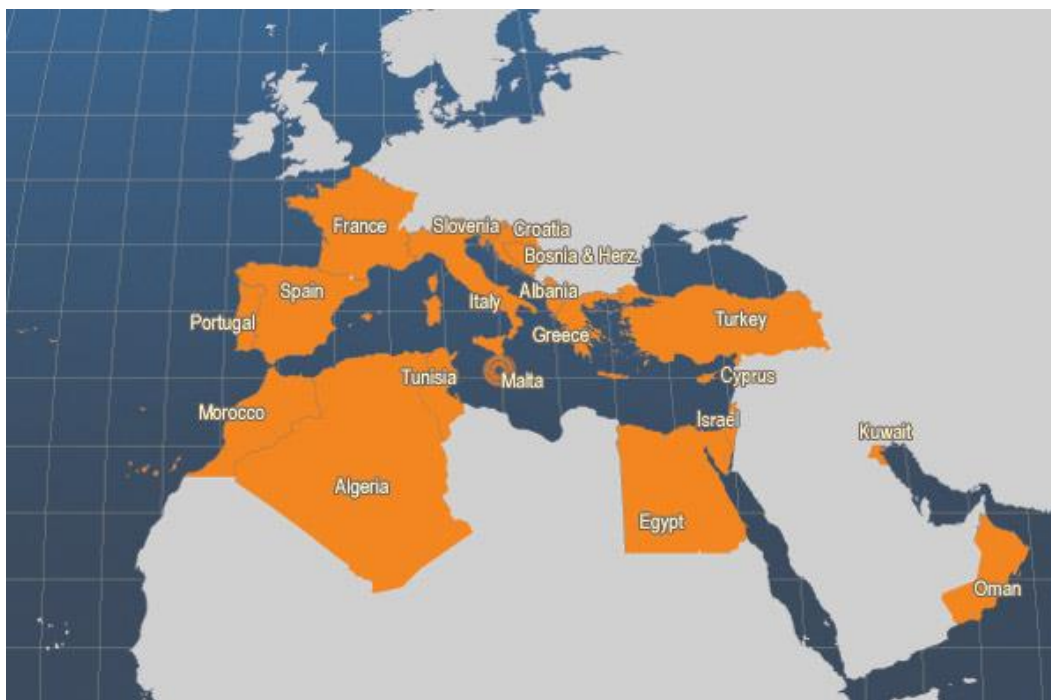 France
Slovenia
Croatia
Bosnia & Herz.
Spain
Albania
Italy
Portugal
Greece
Turkey
Tunisia
Malta
Cyprus
Morocco
Israel
Kuwait
Algeria
Egypt
Oman